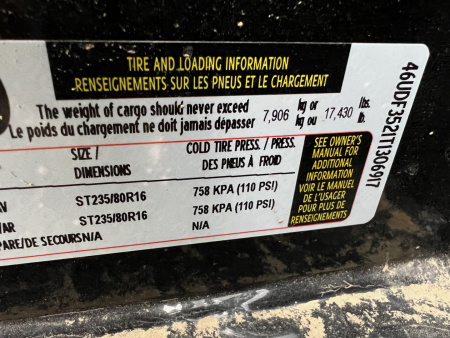 TIRE AND LOADING INFORMATION
RENSEIGNEMENTS SUR LES PNEUS ET LE CHARGEMENT
The weight of cargo should never exceed
Le poids du chargement ne doit jamais dépasser
7,906 kg or / kg ou 17,430 lbs. / lb.
SIZE / DIMENSIONS
COLD TIRE PRESS. / PRESS. DES PNEUS À FROID
ST235/80R16 758 KPA (110 PSI)
/AR ST235/80R16 758 KPA (110 PSI)
PARE/DE SECOURS N/A N/A
SEE OWNER'S
MANUAL FOR
ADDITIONAL
INFORMATION
VOIR LE MANUEL
DE L'USAGER
POUR PLUS DE
RENSEIGNEMENTS